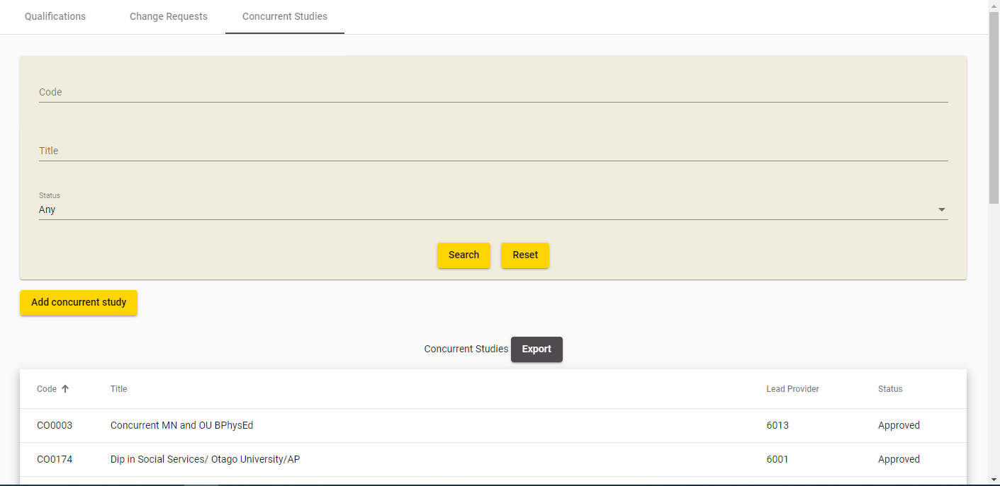 Qualifications Change Requests Concurrent Studies
Code
Title
Status
Any
Search Reset
Add concurrent study
Concurrent Studies Export
Code Title Lead Provider Status
CO0003 Concurrent MN and OU BPhysEd 6013 Approved
CO0174 Dip in Social Services/ Otago University/AP 6001 Approved